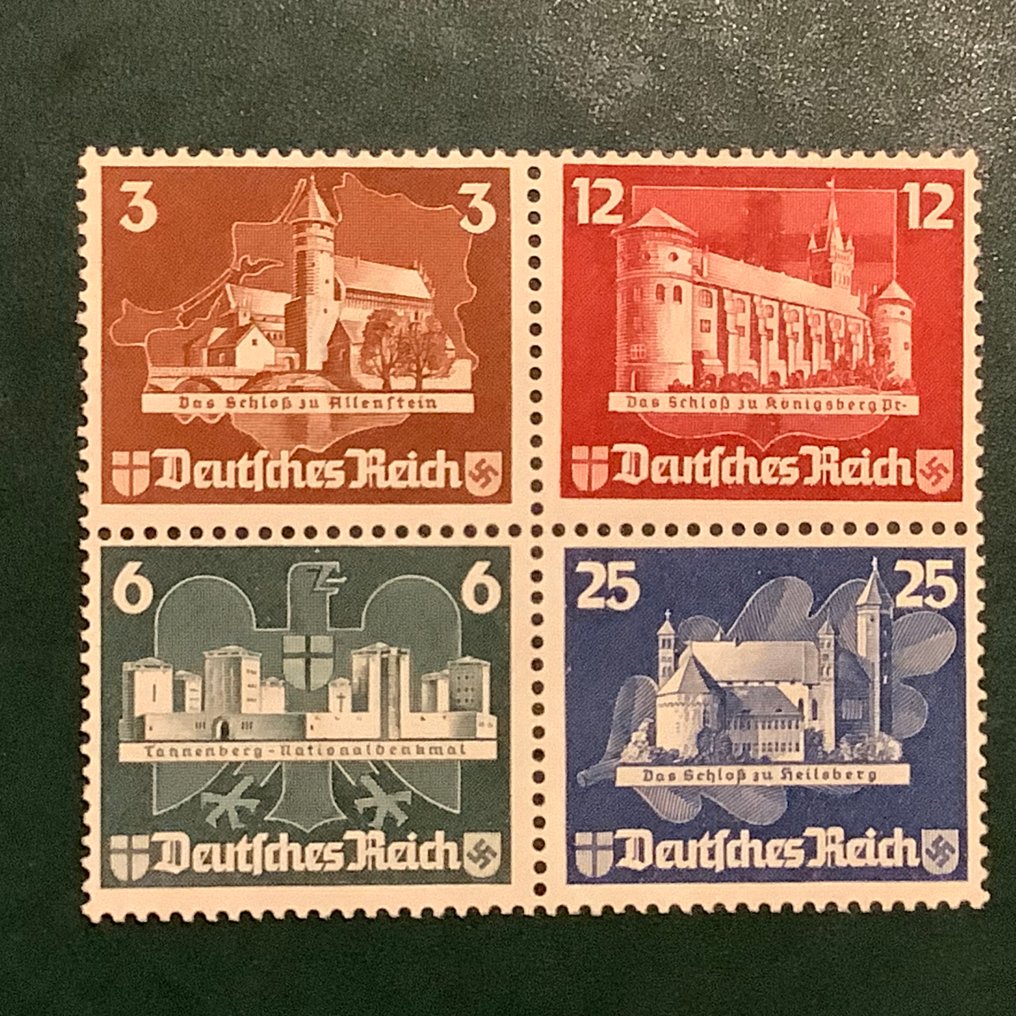 3 3
Das Schloß zu Allenstein
Deutsches Reich
12 12
Das Schloß zu Königsberg Pr.
Deutsches Reich
6 6
Tannenberg-Nationaldenkmal
Deutsches Reich
25 25
Das Schloß zu Heilsberg
Deutsches Reich